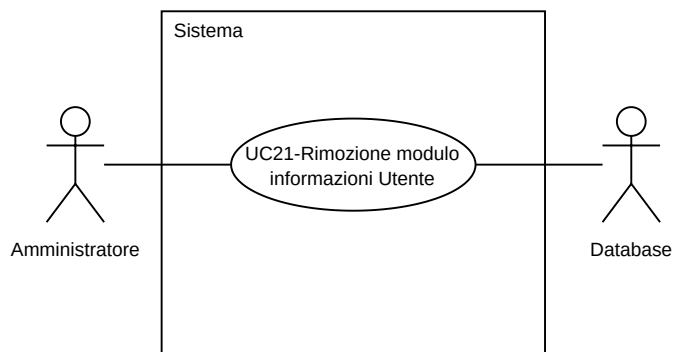 Sistema
UC21-Rimozione modulo
informazioni Utente
Amministratore
Database